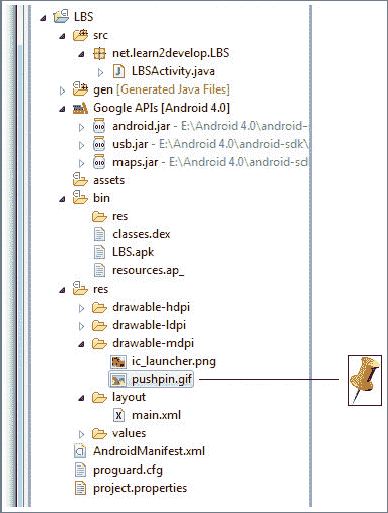 LBS
src
net.learn2develop.LBS
LBSActivity.java
gen [Generated Java Files]
Google APIs [Android 4.0]
android.jar - E:\Android 4.0\android-
usb.jar - E:\Android 4.0\android-sdk\
maps.jar - E:\Android 4.0\android-sd
assets
bin
res
classes.dex
LBS.apk
resources.ap_
res
drawable-hdpi
drawable-ldpi
drawable-mdpi
ic_launcher.png
pushpin.gif
layout
main.xml
values
AndroidManifest.xml
proguard.cfg
project.properties